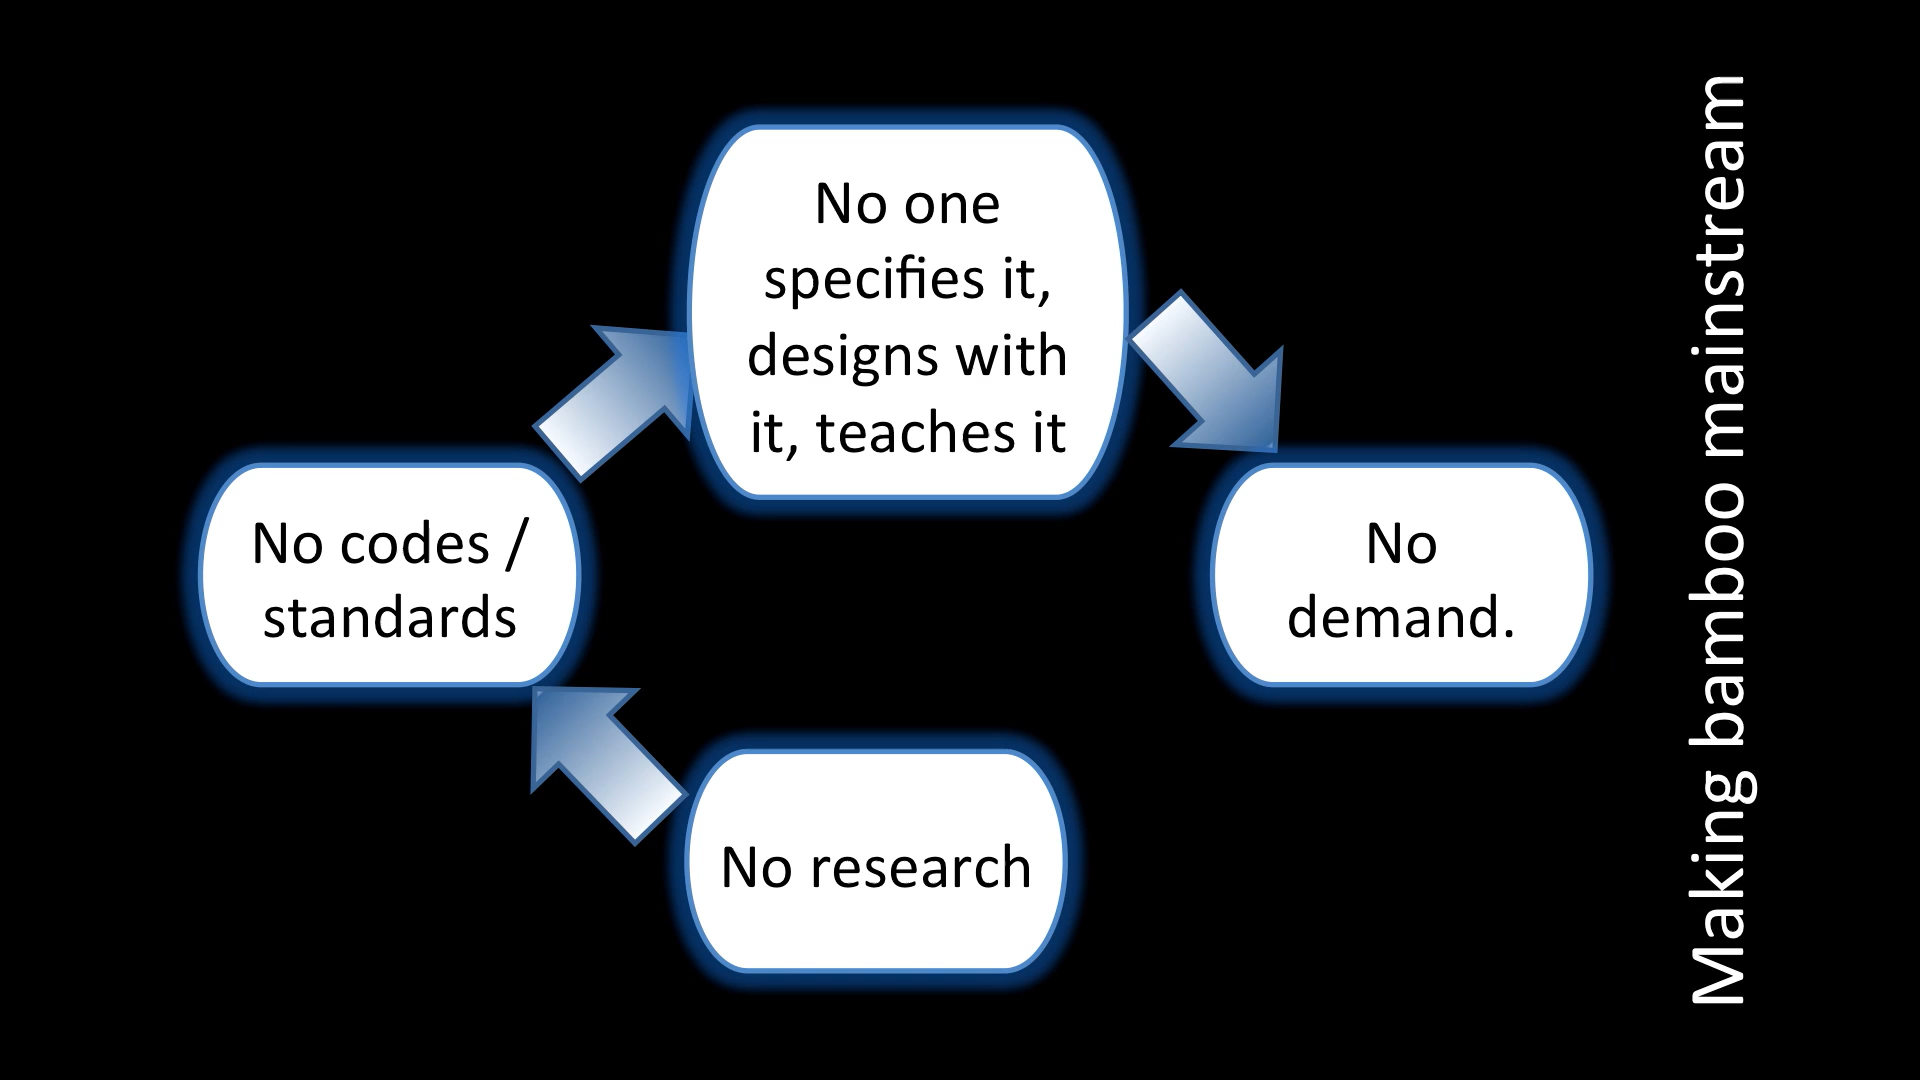 No one
specifies it,
designs with
it, teaches it
No codes /
standards
No
demand.
No research
Making bamboo mainstream